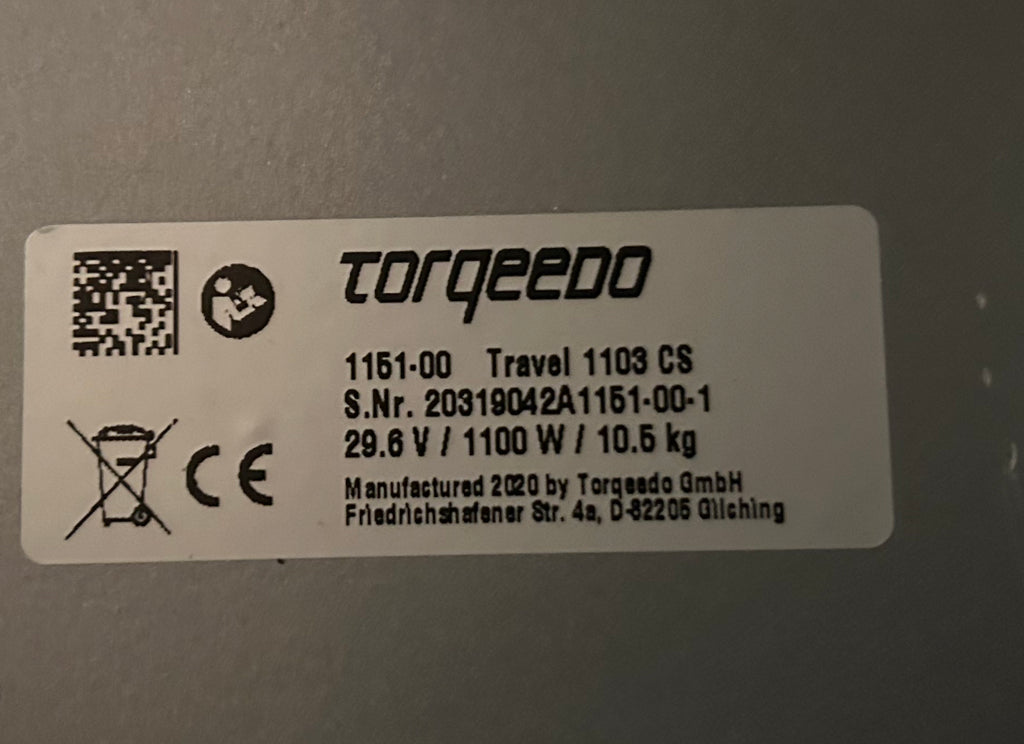 Torqeedo
1151-00 Travel 1103 CS
S.Nr. 20319042A1151-00-1
29.6 V / 1100 W / 10.5 kg
Manufactured 2020 by Torqeedo GmbH
Friedrichshafener Str. 4a, D-82205 Gilching
CE